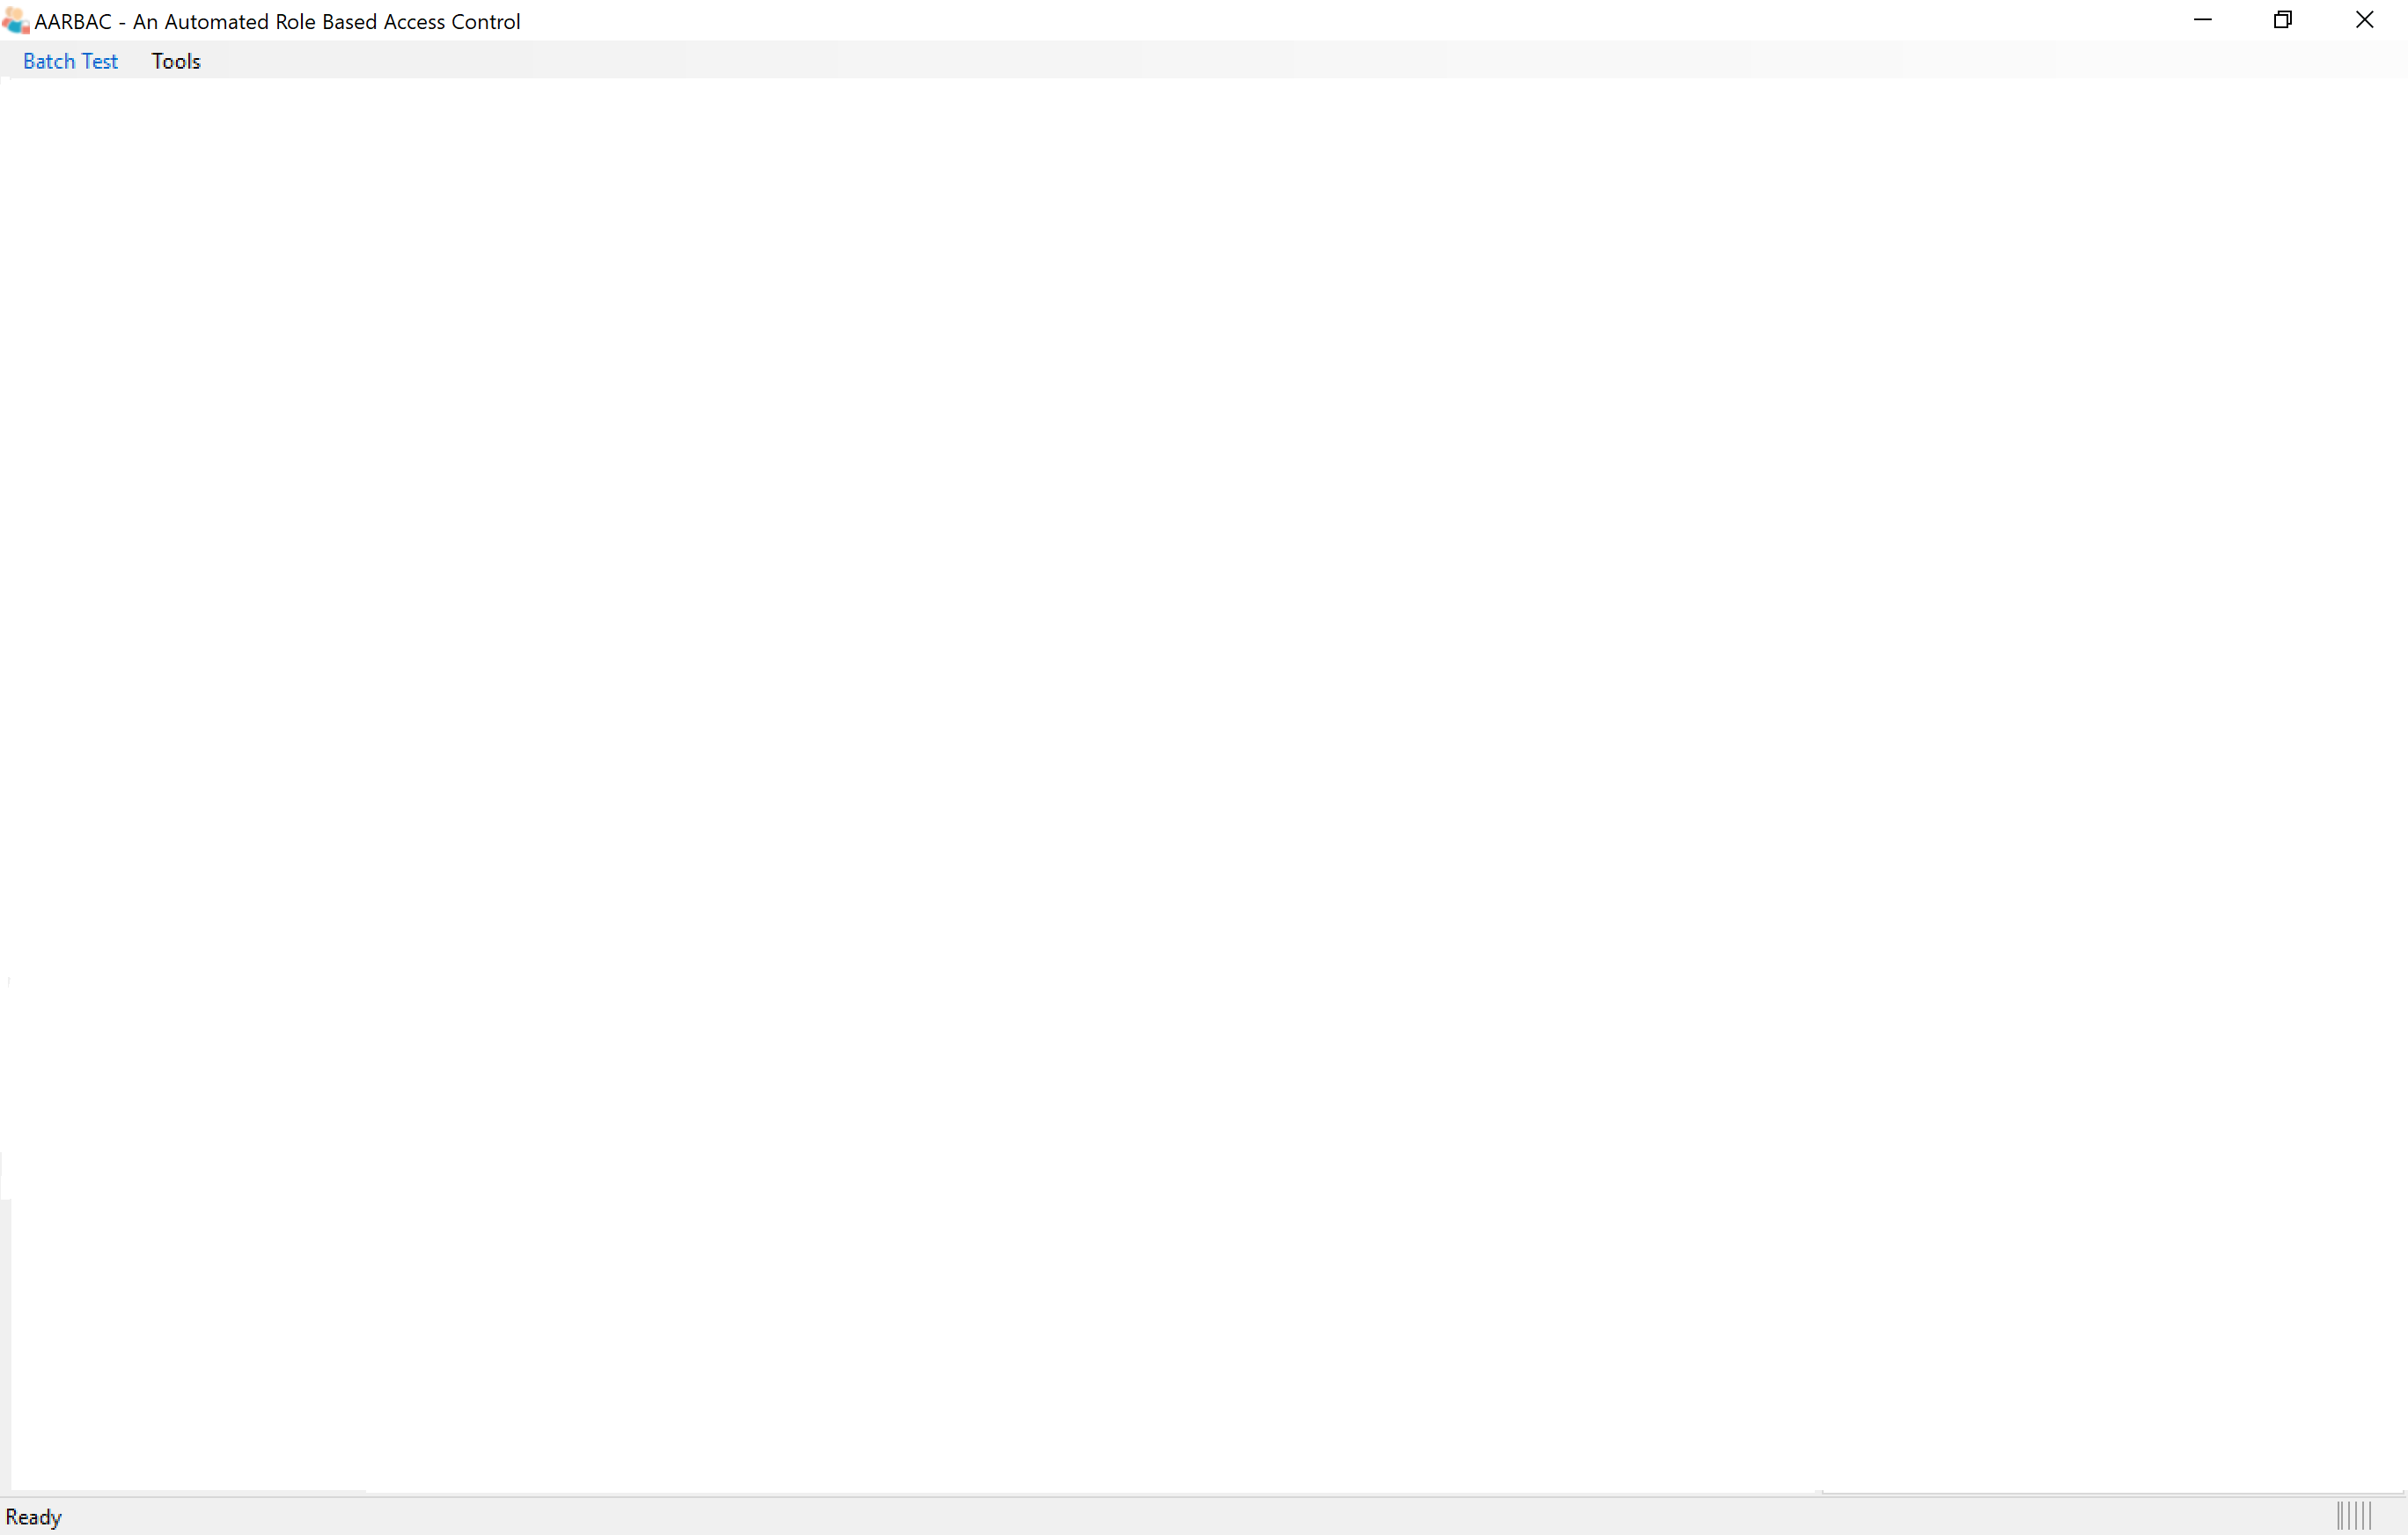 AARBAC - An Automated Role Based Access Control
Batch Test Tools
Ready